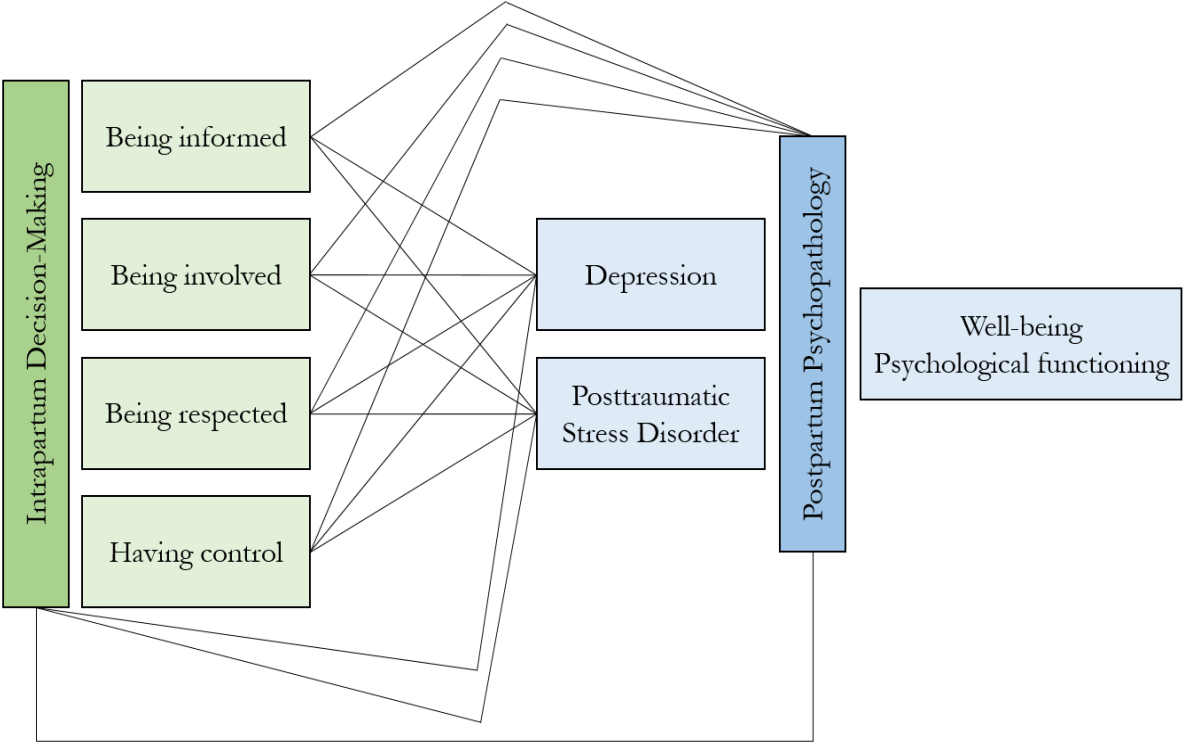 Intrapartum Decision-Making
Being informed
Being involved
Being respected
Having control
Depression
Posttraumatic
Stress Disorder
Postpartum Psychopathology
Well-being
Psychological functioning